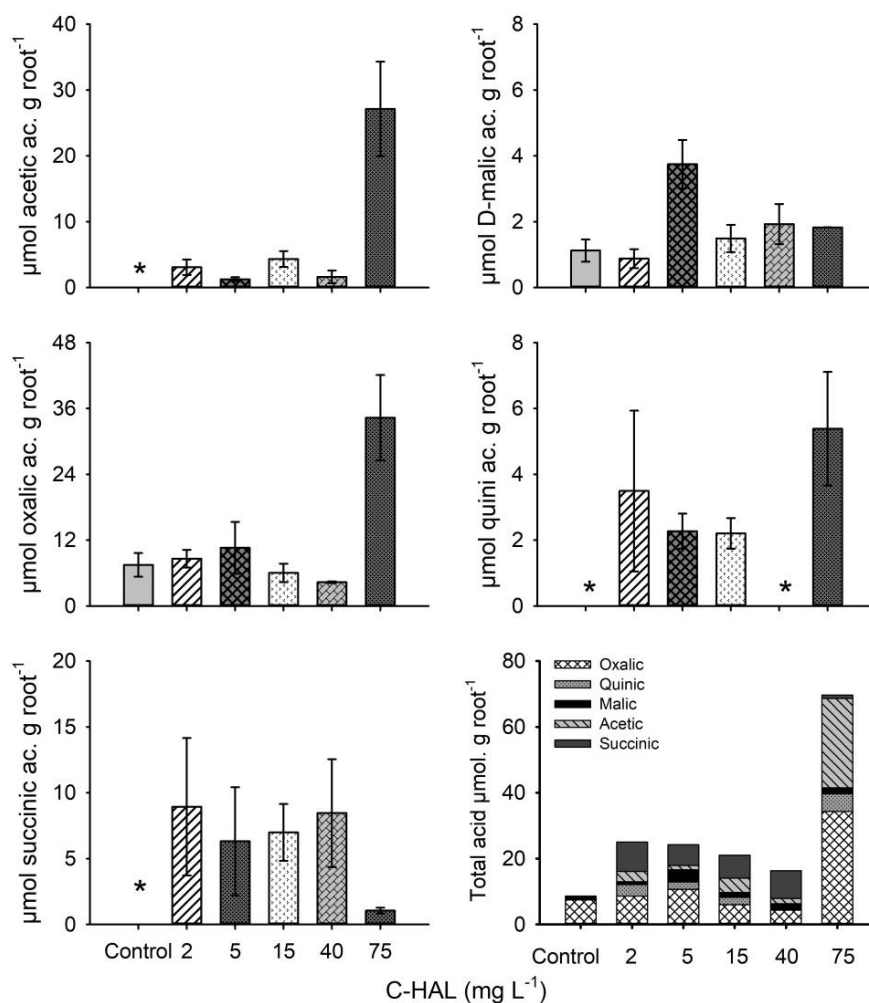 40
30
20
10
0
µmol acetic ac. g root⁻¹
*
8
6
4
2
0
µmol D-malic ac. g root⁻¹
48
36
24
12
0
µmol oxalic ac. g root⁻¹
8
6
4
2
0
µmol quini ac. g root⁻¹
* *
20
15
10
5
0
µmol succinic ac. g root⁻¹
*
Control 2 5 15 40 75
80
60
40
20
0
Total acid µmol. g root⁻¹
Oxalic
Quinic
Malic
Acetic
Succinic
Control 2 5 15 40 75
C-HAL (mg L⁻¹)